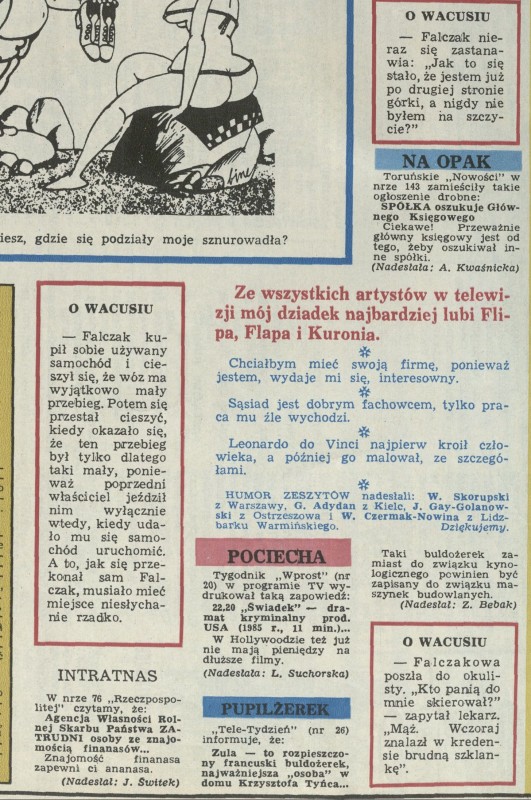 Line
iesz, gdzie się podziały moje sznurowadła?
O WACUSIU
— Falczak nie-
raz się zastana-
wia: „Jak to się
stało, że jestem już
po drugiej stronie
górki, a nigdy nie
byłem na szczy-
cie?”
NA OPAK
Toruńskie „Nowości” w
nrze 143 zamieściły takie
ogłoszenie drobne:
SPÓŁKA oszukuje Głów-
nego Księgowego
Ciekawe! Przeważnie
główny księgowy jest od
tego, żeby oszukiwał in-
ne spółki.
(Nadesłała: A. Kwaśnicka)
O WACUSIU
— Falczak ku-
pił sobie używany
samochód i cie-
szył się, że wóz ma
wyjątkowo mały
przebieg. Potem się
przestał cieszyć,
kiedy okazało się,
że ten przebieg
był tylko dlatego
taki mały, ponie-
waż poprzedni
właściciel jeździł
nim wyłącznie
wtedy, kiedy uda-
ło mu się samo-
chód uruchomić.
A to, jak się prze-
konał sam Fal-
czak, musiało mieć
miejsce niesłycha-
nie rzadko.
Ze wszystkich artystów w telewi-
zji mój dziadek najbardziej lubi Fli-
pa, Flapa i Kuronia.
*
Chciałbym mieć swoją firmę, ponieważ
jestem, wydaje mi się, interesowny.
*
Sąsiad jest dobrym fachowcem, tylko pra-
ca mu źle wychodzi.
*
Leonardo do Vinci najpierw kroił czło-
wieka, a później go malował, ze szczegó-
łami.
*
HUMOR ZESZYTÓW nadesłali: W. Skorupski
z Warszawy, G. Adydan z Kielc, J. Gay-Golanow-
ski z Ostrzeszowa i W. Czermak-Nowina z Lidz-
barku Warmińskiego. Dziękujemy.
INTRATNAS
W nrze 76 „Rzeczpospo-
litej” czytamy, że:
Agencja Własności Rol-
nej Skarbu Państwa ZA-
TRUDNI osoby ze znajo-
mością finanasów...
Znajomość finanasa
zapewni ci ananasa.
(Nadesłał: J. Świtek)
POCIECHA
Tygodnik „Wprost” (nr
20) w programie TV wy-
drukował taką zapowiedź:
22.20 „Świadek” — dra-
mat kryminalny prod.
USA (1985 r., 11 min.)...
W Hollywoodzie też już
nie mają pieniędzy na
dłuższe filmy.
(Nadesłała: L. Suchorska)
PUPILŻEREK
„Tele-Tydzień” (nr 26)
informuje, że:
Zula — to rozpieszczo-
ny francuski buldożerek,
najważniejsza „osoba” w
domu Krzysztofa Tyńca...
Taki buldożerek za-
miast do związku kyno-
logicznego powinien być
zapisany do związku ma-
szynek budowlanych.
(Nadesłał: Z. Bebak)
O WACUSIU
— Falczakowa
poszła do okuli-
sty. „Kto panią do
mnie skierował?”
— zapytał lekarz.
„Mąż. Wczoraj
znalazł w kreden-
sie brudną szklan-
kę”.